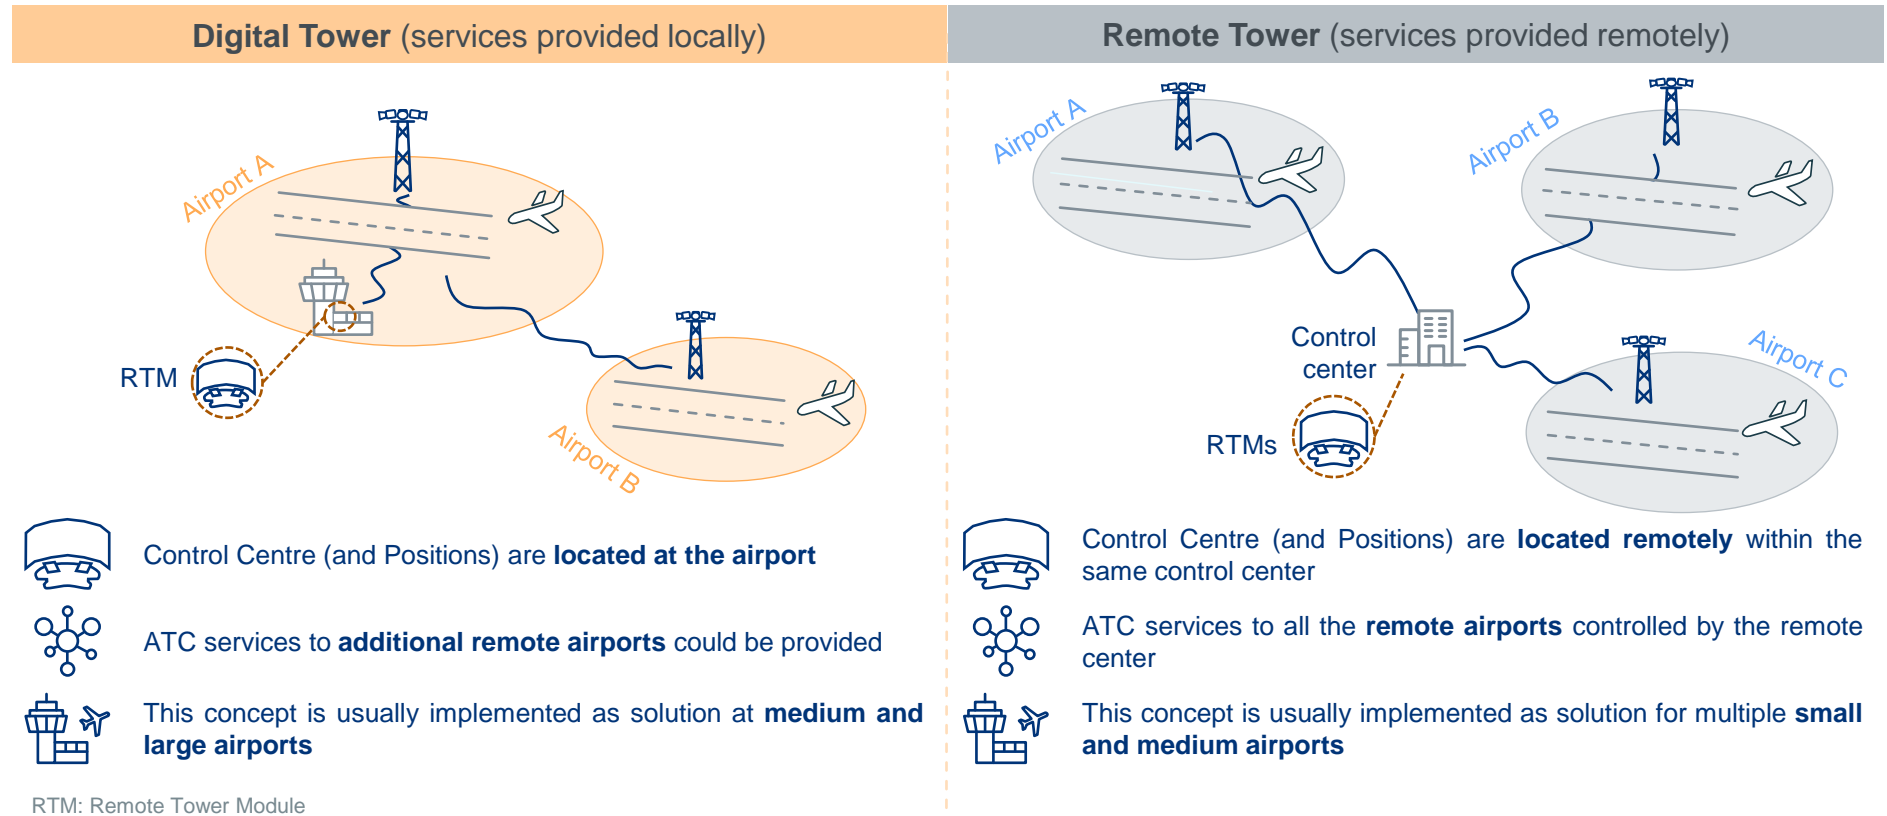 Digital Tower (services provided locally)
Airport A
RTM
Airport B
Control Centre (and Positions) are located at the airport
ATC services to additional remote airports could be provided
This concept is usually implemented as solution at medium and
large airports
RTM: Remote Tower Module
Remote Tower (services provided remotely)
Airport A
Airport B
Control
center
Airport C
RTMs
Control Centre (and Positions) are located remotely within the
same control center
ATC services to all the remote airports controlled by the remote
center
This concept is usually implemented as solution for multiple small
and medium airports